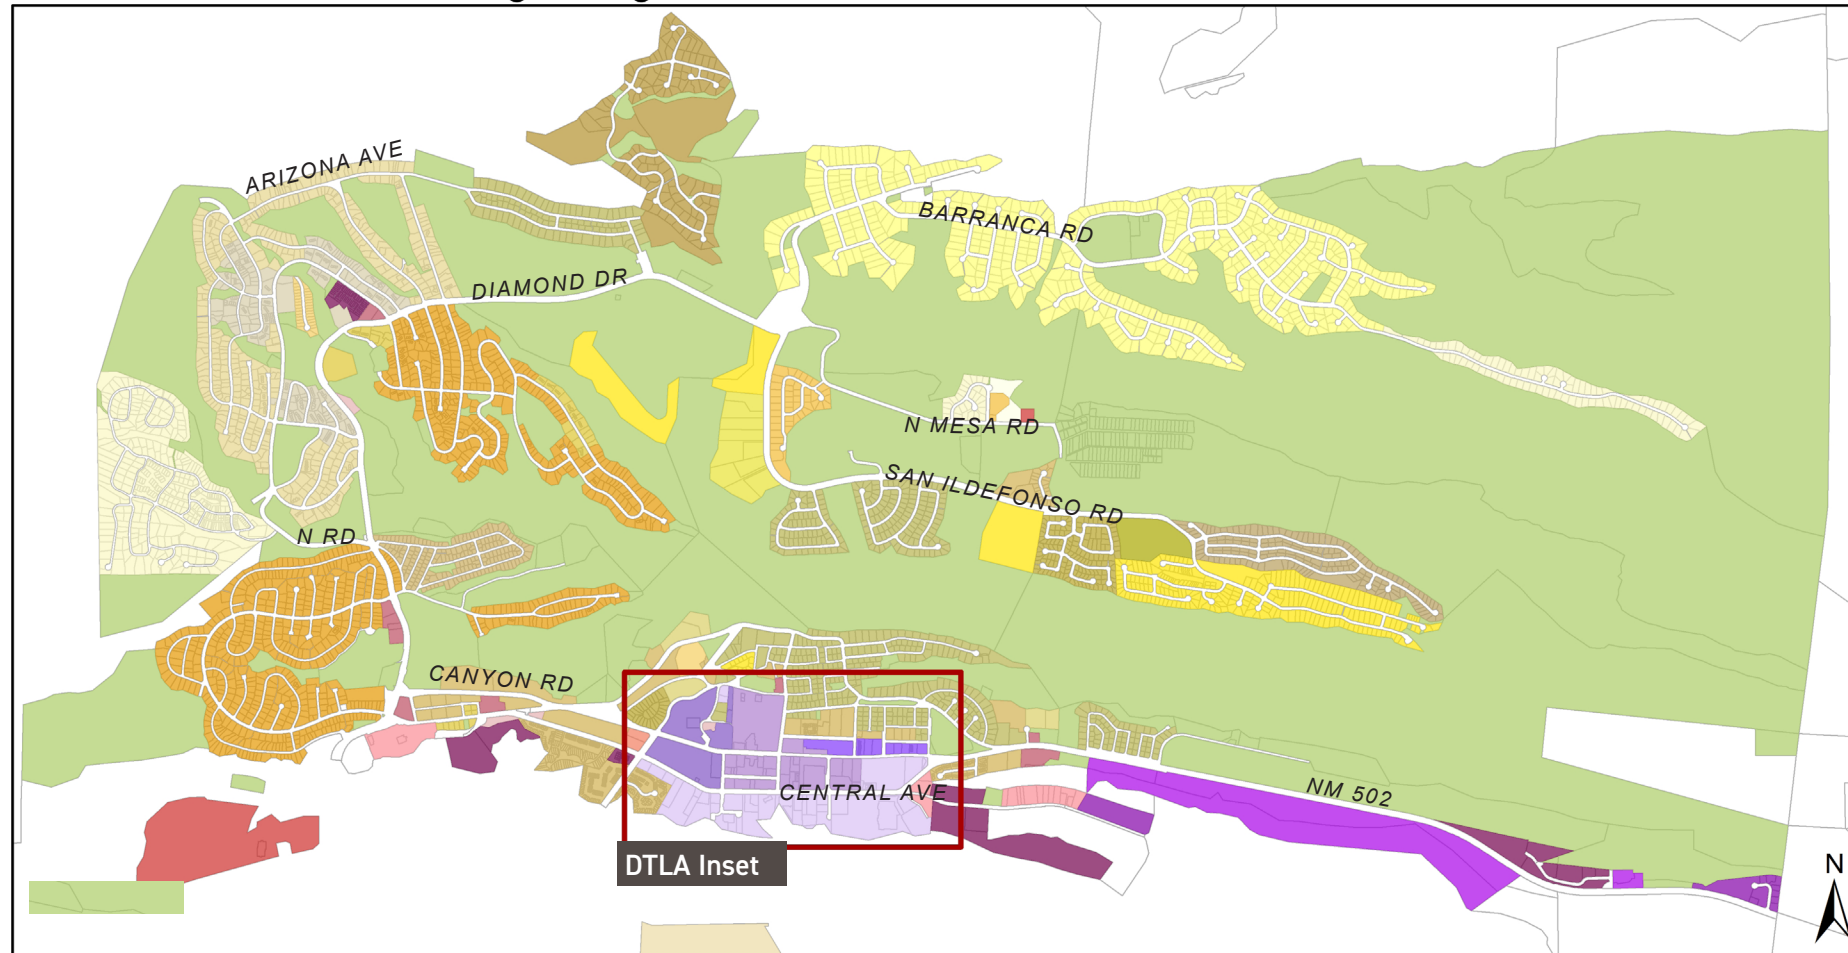 ARIZONA AVE
BARRANCA RD
DIAMOND DR
N MESA RD
SAN ILDEFONSO RD
N RD
CANYON RD
CENTRAL AVE
NM 502
DTLA Inset
N